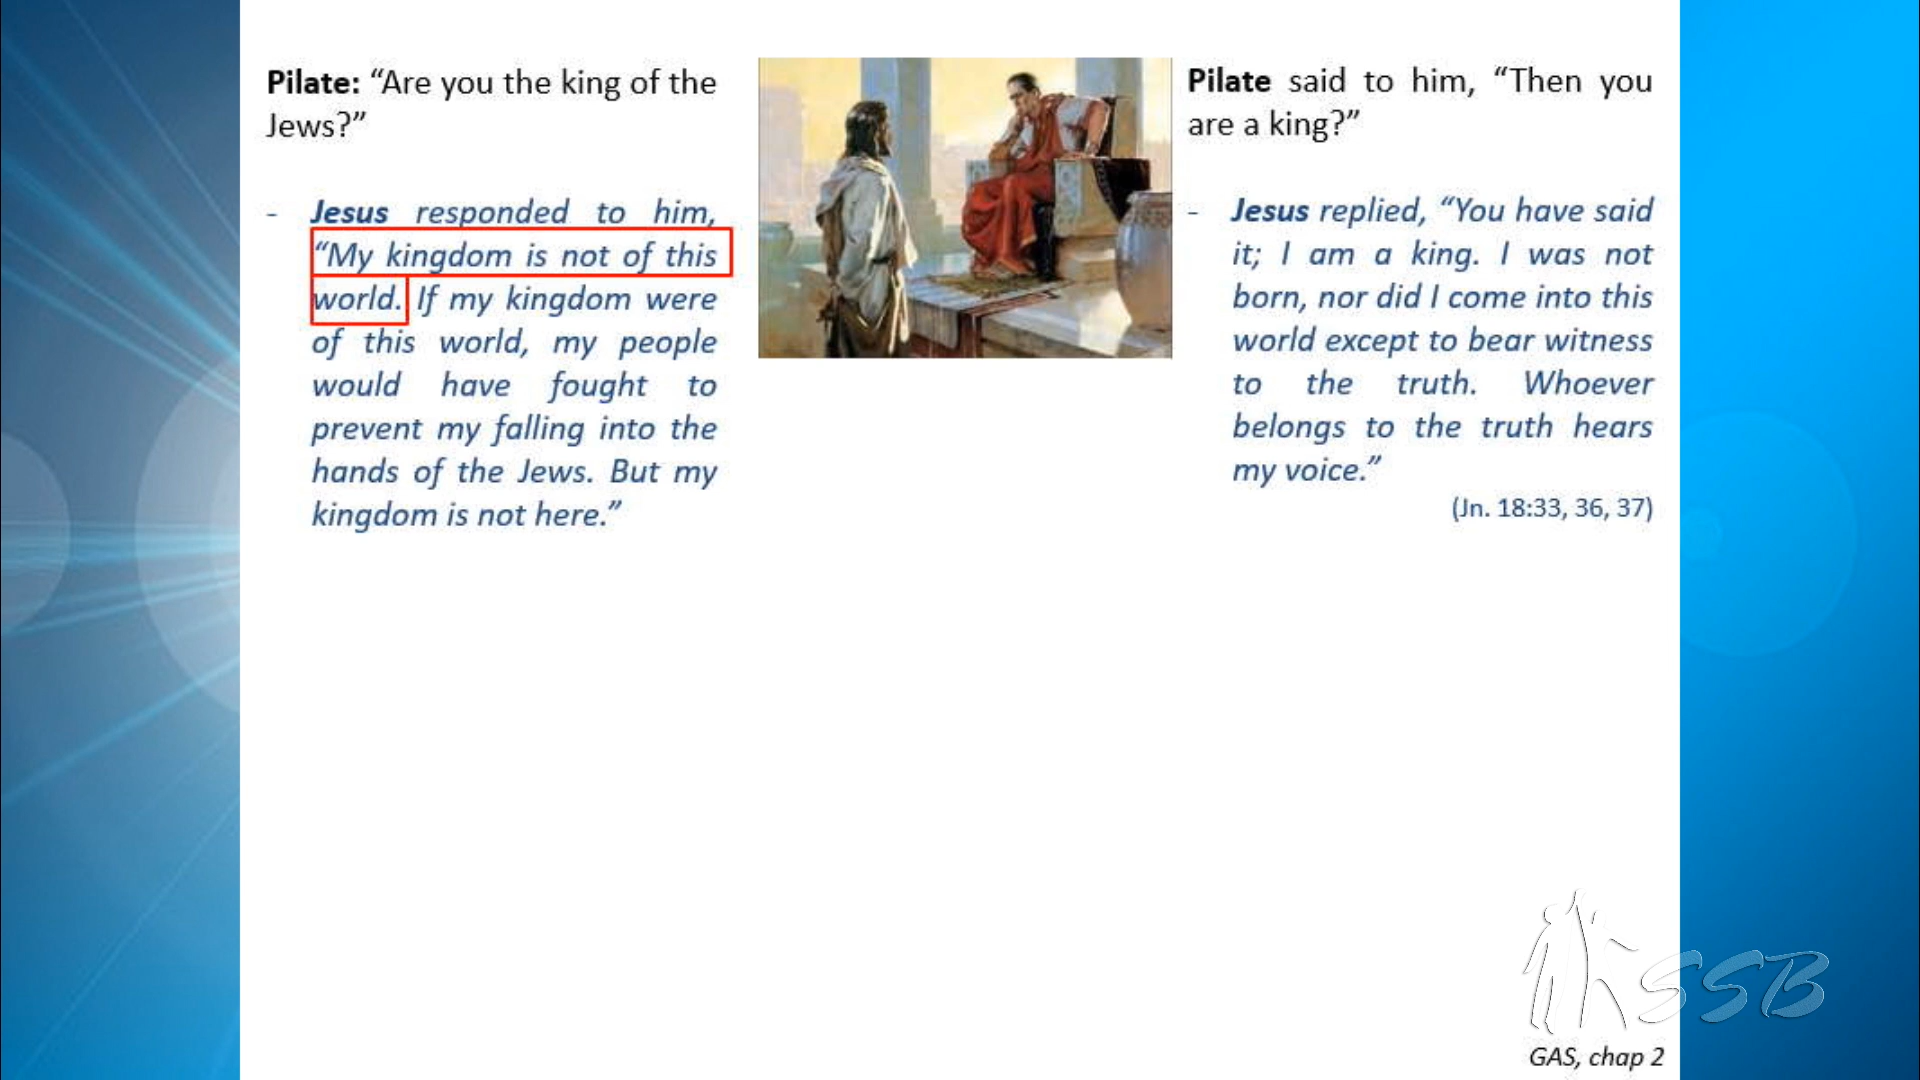 Pilate: “Are you the king of the
Jews?”
- Jesus responded to him,
“My kingdom is not of this
world. If my kingdom were
of this world, my people
would have fought to
prevent my falling into the
hands of the Jews. But my
kingdom is not here.”
Pilate said to him, “Then you
are a king?”
- Jesus replied, “You have said
it; I am a king. I was not
born, nor did I come into this
world except to bear witness
to the truth. Whoever
belongs to the truth hears
my voice.”
(Jn. 18:33, 36, 37)
SSB
GAS, chap 2